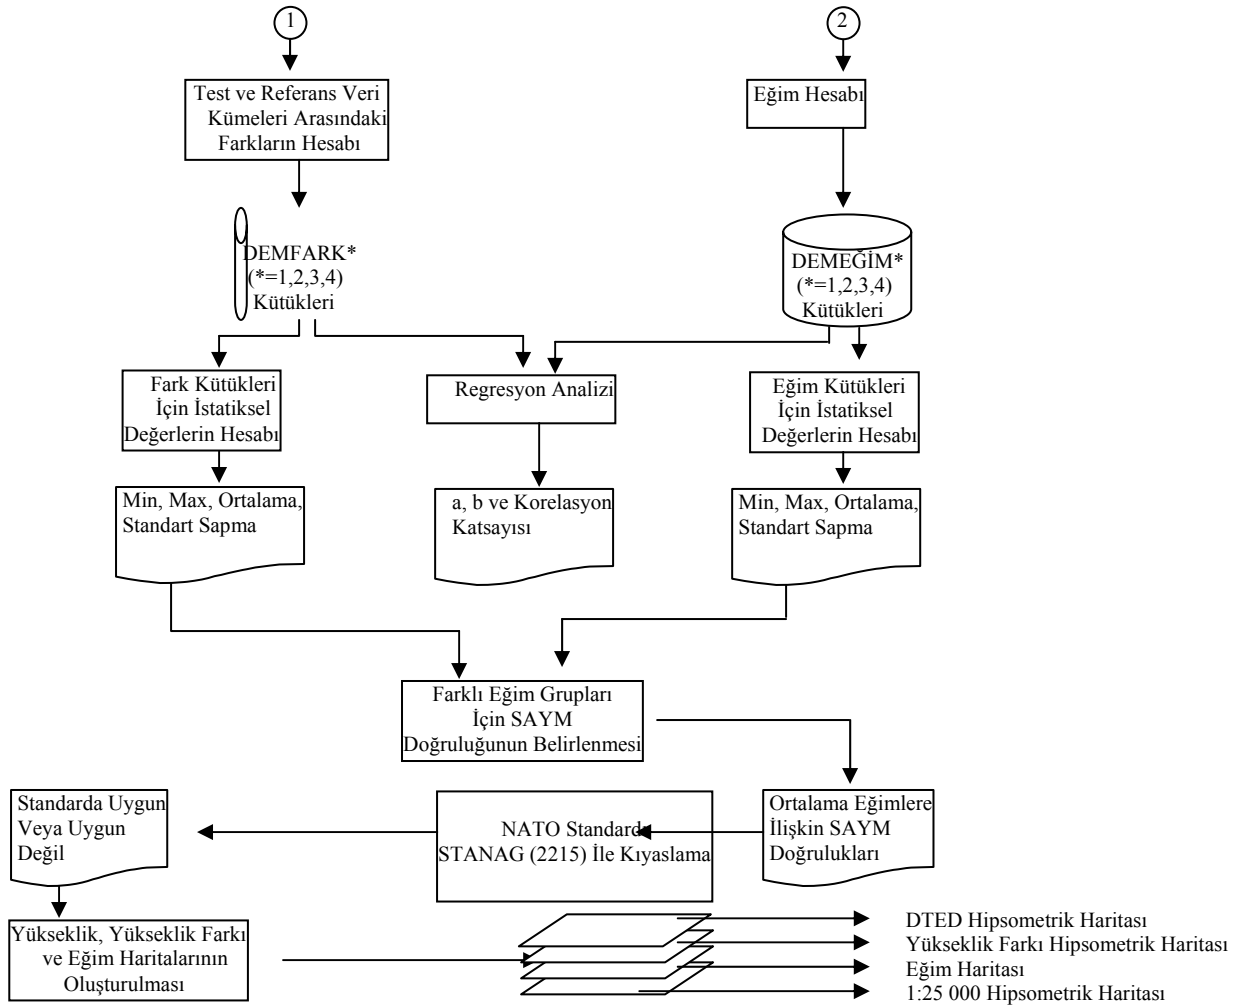 1
2
Test ve Referans Veri
Kümeleri Arasındaki
Farkların Hesabı
Eğim Hesabı
DEMFARK*
(*=1,2,3,4)
Kütükleri
DEMEĞİM*
(*=1,2,3,4)
Kütükleri
Fark Kütükleri
İçin İstatiksel
Değerlerin Hesabı
Regresyon Analizi
Eğim Kütükleri
İçin İstatiksel
Değerlerin Hesabı
Min, Max, Ortalama,
Standart Sapma
a, b ve Korelasyon
Katsayısı
Min, Max, Ortalama,
Standart Sapma
Farklı Eğim Grupları
İçin SAYM
Doğruluğunun Belirlenmesi
Standarda Uygun
Veya Uygun
Değil
NATO Standardı
STANAG (2215) İle Kıyaslama
Ortalama Eğimlere
İlişkin SAYM
Doğrulukları
Yükseklik, Yükseklik Farkı
ve Eğim Haritalarının
Oluşturulması
DTED Hipsometrik Haritası
Yükseklik Farkı Hipsometrik Haritası
Eğim Haritası
1:25 000 Hipsometrik Haritası